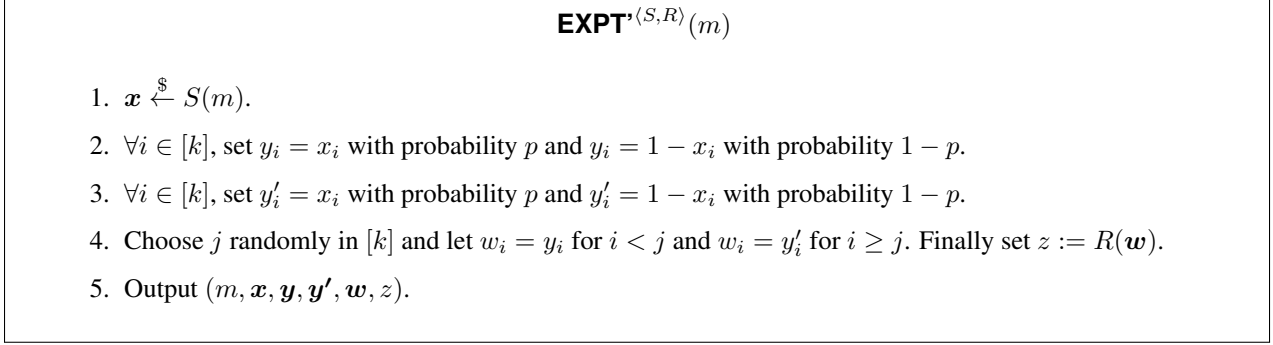 EXPT'⟨S,R⟩(m)
1. x ←$ S(m).
2. ∀i ∈ [k], set yᵢ = xᵢ with probability p and yᵢ = 1 − xᵢ with probability 1 − p.
3. ∀i ∈ [k], set y′ᵢ = xᵢ with probability p and y′ᵢ = 1 − xᵢ with probability 1 − p.
4. Choose j randomly in [k] and let wᵢ = yᵢ for i < j and wᵢ = y′ᵢ for i ≥ j. Finally set z := R(w).
5. Output (m, x, y, y′, w, z).